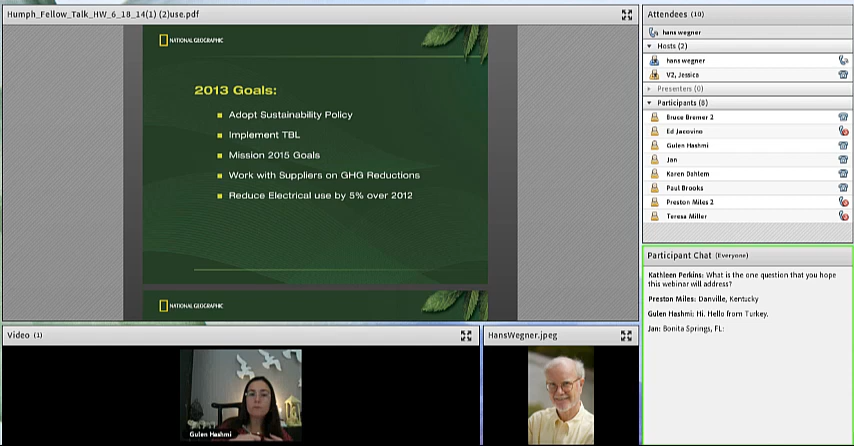 Humph_Fellow_Talk_HW_6_18_14(1) (2)use.pdf
NATIONAL GEOGRAPHIC
2013 Goals:
Adopt Sustainability Policy
Implement TBL
Mission 2015 Goals
Work with Suppliers on GHG Reductions
Reduce Electrical use by 5% over 2012
NATIONAL GEOGRAPHIC
Video (1)
Gulen Hashmi
HansWegner.jpeg
Attendees (10)
hans wegner
Hosts (2)
hans wegner
V2, Jessica
Presenters (0)
Participants (8)
Bruce Bremer 2
Ed Jacovino
Gulen Hashmi
Jan
Karen Dahlem
Paul Brooks
Preston Miles 2
Teresa Miller
Participant Chat (Everyone)
Kathleen Perkins: What is the one question that you hope
this webinar will address?
Preston Miles: Danville, Kentucky
Gulen Hashmi: Hi. Hello from Turkey.
Jan: Bonita Springs, FL: